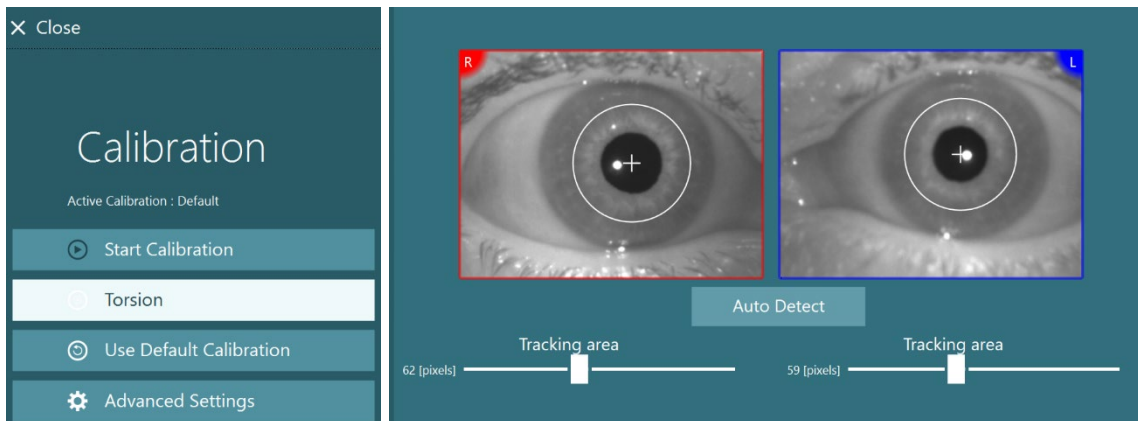 Close
Calibration
Active Calibration : Default
Start Calibration
Torsion
Use Default Calibration
Advanced Settings
R
L
Auto Detect
Tracking area
62 [pixels]
Tracking area
59 [pixels]